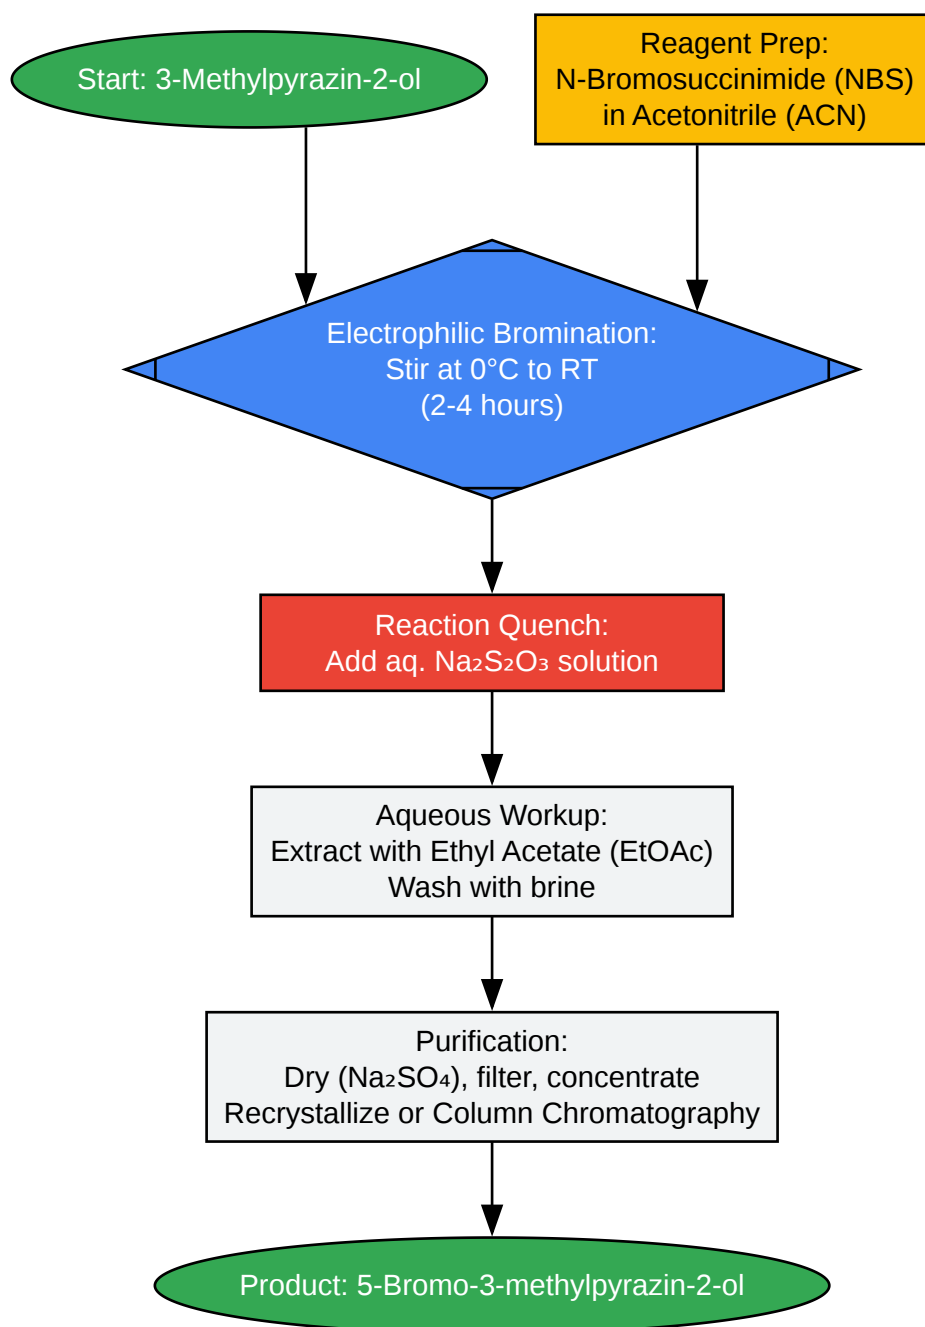 Start: 3-Methylpyrazin-2-ol
Reagent Prep:
N-Bromosuccinimide (NBS)
in Acetonitrile (ACN)
Electrophilic Bromination:
Stir at 0°C to RT
(2-4 hours)
Reaction Quench:
Add aq. Na₂S₂O₃ solution
Aqueous Workup:
Extract with Ethyl Acetate (EtOAc)
Wash with brine
Purification:
Dry (Na₂SO₄), filter, concentrate
Recrystallize or Column Chromatography
Product: 5-Bromo-3-methylpyrazin-2-ol